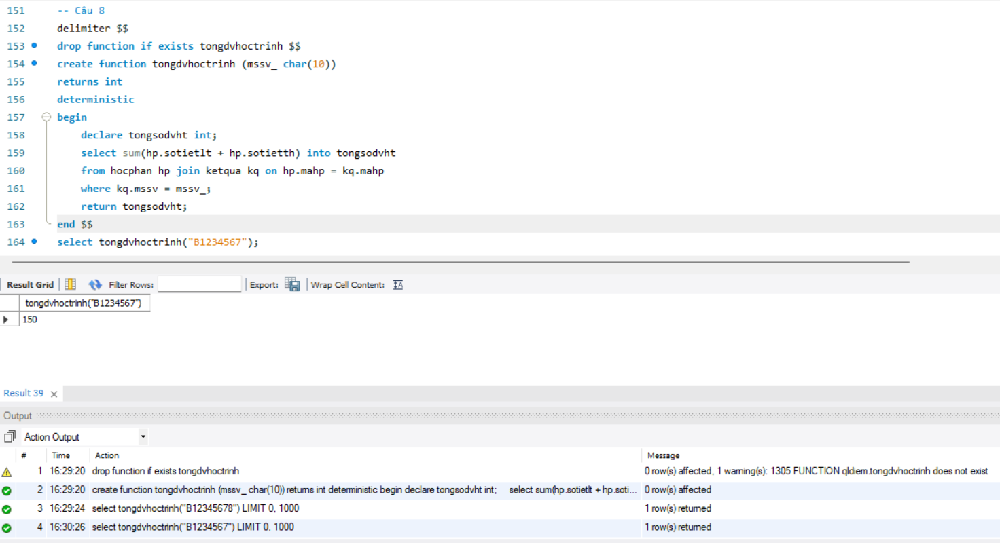 151 -- Câu 8
152 delimiter $$
153 drop function if exists tongdvhoctrinh $$
154 create function tongdvhoctrinh (mssv_ char(10))
155 returns int
156 deterministic
157 begin
158 declare tongsodvht int;
159 select sum(hp.sotietlt + hp.sotietth) into tongsodvht
160 from hocphan hp join ketqua kq on hp.mahp = kq.mahp
161 where kq.mssv = mssv_;
162 return tongsodvht;
163 end $$
164 select tongdvhoctrinh("B1234567");
Result Grid Filter Rows: Export: Wrap Cell Content:
tongdvhoctrinh("B1234567")
150
Result 39
Output
Action Output
# Time Action Message
1 16:29:20 drop function if exists tongdvhoctrinh 0 row(s) affected, 1 warning(s): 1305 FUNCTION qldiem.tongdvhoctrinh does not exist
2 16:29:20 create function tongdvhoctrinh (mssv_ char(10)) returns int deterministic begin declare tongsodvht int; select sum(hp.sotietlt + hp.soti... 0 row(s) affected
3 16:29:24 select tongdvhoctrinh("B12345678") LIMIT 0, 1000 1 row(s) returned
4 16:30:26 select tongdvhoctrinh("B1234567") LIMIT 0, 1000 1 row(s) returned